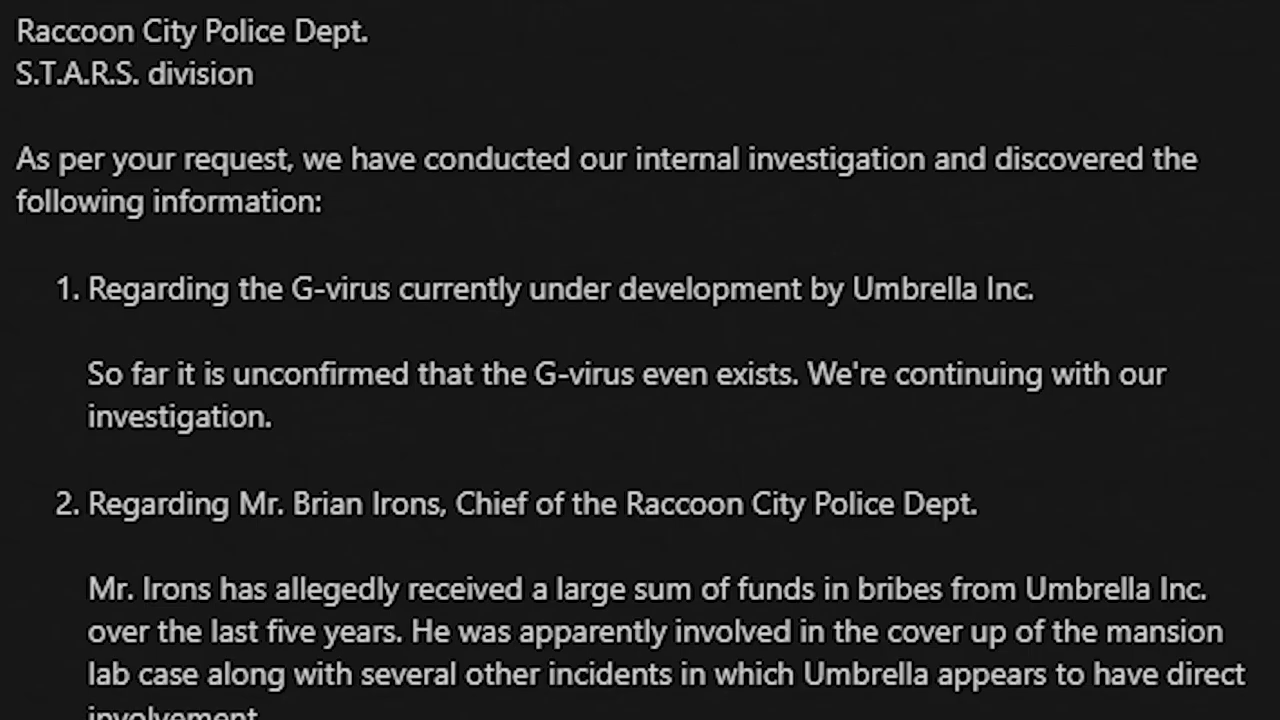 Raccoon City Police Dept.
S.T.A.R.S. division
As per your request, we have conducted our internal investigation and discovered the
following information:
1. Regarding the G-virus currently under development by Umbrella Inc.
So far it is unconfirmed that the G-virus even exists. We're continuing with our
investigation.
2. Regarding Mr. Brian Irons, Chief of the Raccoon City Police Dept.
Mr. Irons has allegedly received a large sum of funds in bribes from Umbrella Inc.
over the last five years. He was apparently involved in the cover up of the mansion
lab case along with several other incidents in which Umbrella appears to have direct
involvement.